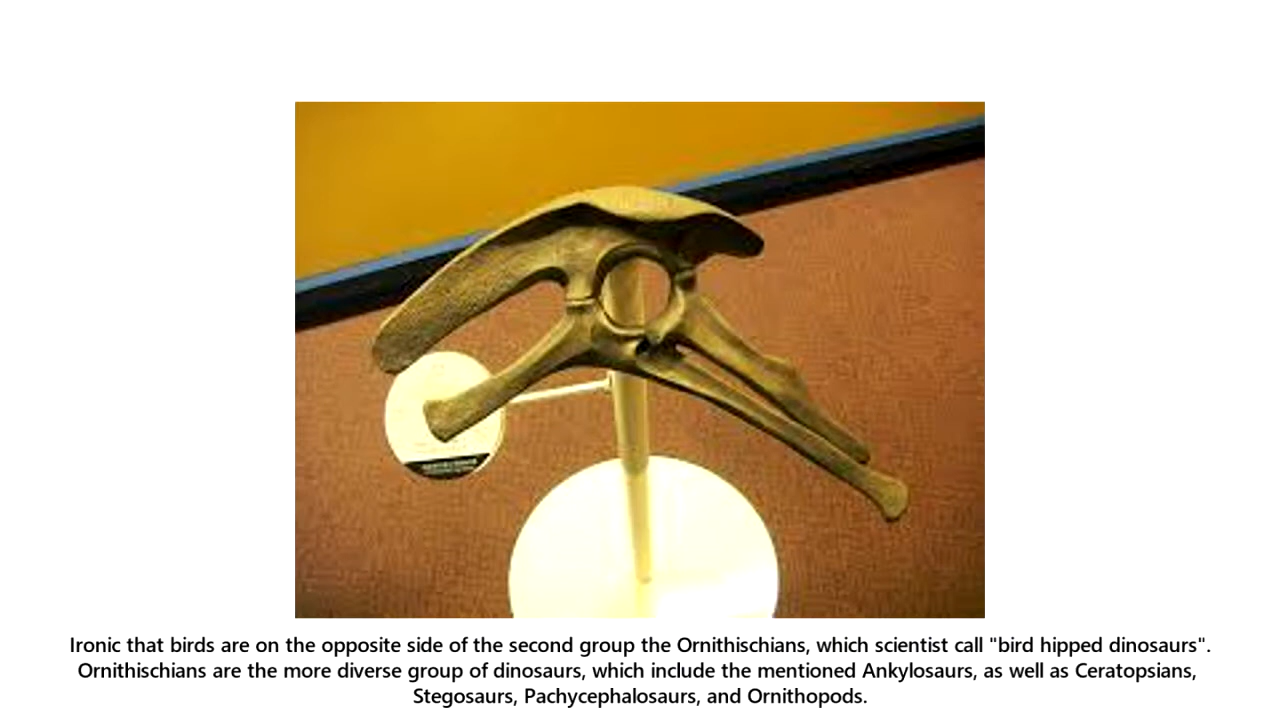 Ironic that birds are on the opposite side of the second group the Ornithischians, which scientist call "bird hipped dinosaurs".
Ornithischians are the more diverse group of dinosaurs, which include the mentioned Ankylosaurs, as well as Ceratopsians,
Stegosaurs, Pachycephalosaurs, and Ornithopods.